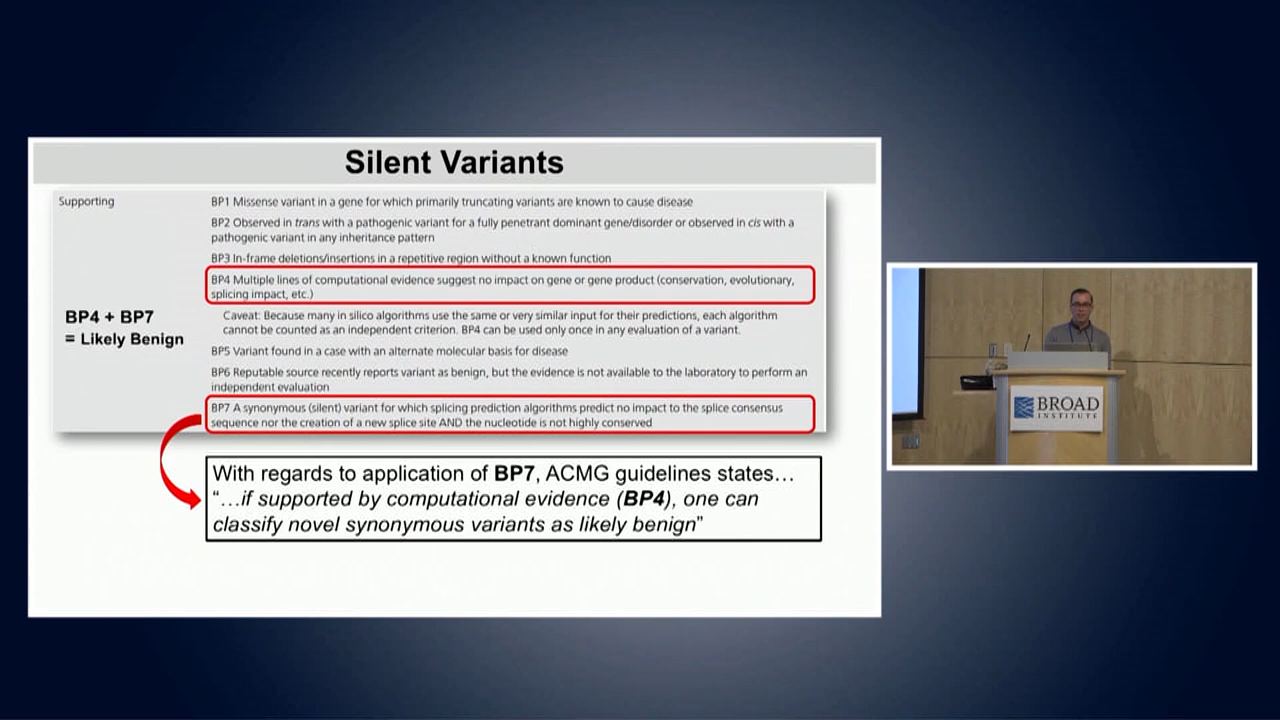 Silent Variants
Supporting
BP1 Missense variant in a gene for which primarily truncating variants are known to cause disease
BP2 Observed in trans with a pathogenic variant for a fully penetrant dominant gene/disorder or observed in cis with a
pathogenic variant in any inheritance pattern
BP3 In-frame deletions/insertions in a repetitive region without a known function
BP4 Multiple lines of computational evidence suggest no impact on gene or gene product (conservation, evolutionary,
splicing impact, etc.)
BP4 + BP7
= Likely Benign
Caveat: Because many in silico algorithms use the same or very similar input for their predictions, each algorithm
cannot be counted as an independent criterion. BP4 can be used only once in any evaluation of a variant.
BP5 Variant found in a case with an alternate molecular basis for disease
BP6 Reputable source recently reports variant as benign, but the evidence is not available to the laboratory to perform an
independent evaluation
BP7 A synonymous (silent) variant for which splicing prediction algorithms predict no impact to the splice consensus
sequence nor the creation of a new splice site AND the nucleotide is not highly conserved
With regards to application of BP7, ACMG guidelines states…
“…if supported by computational evidence (BP4), one can
classify novel synonymous variants as likely benign”
BROAD
INSTITUTE